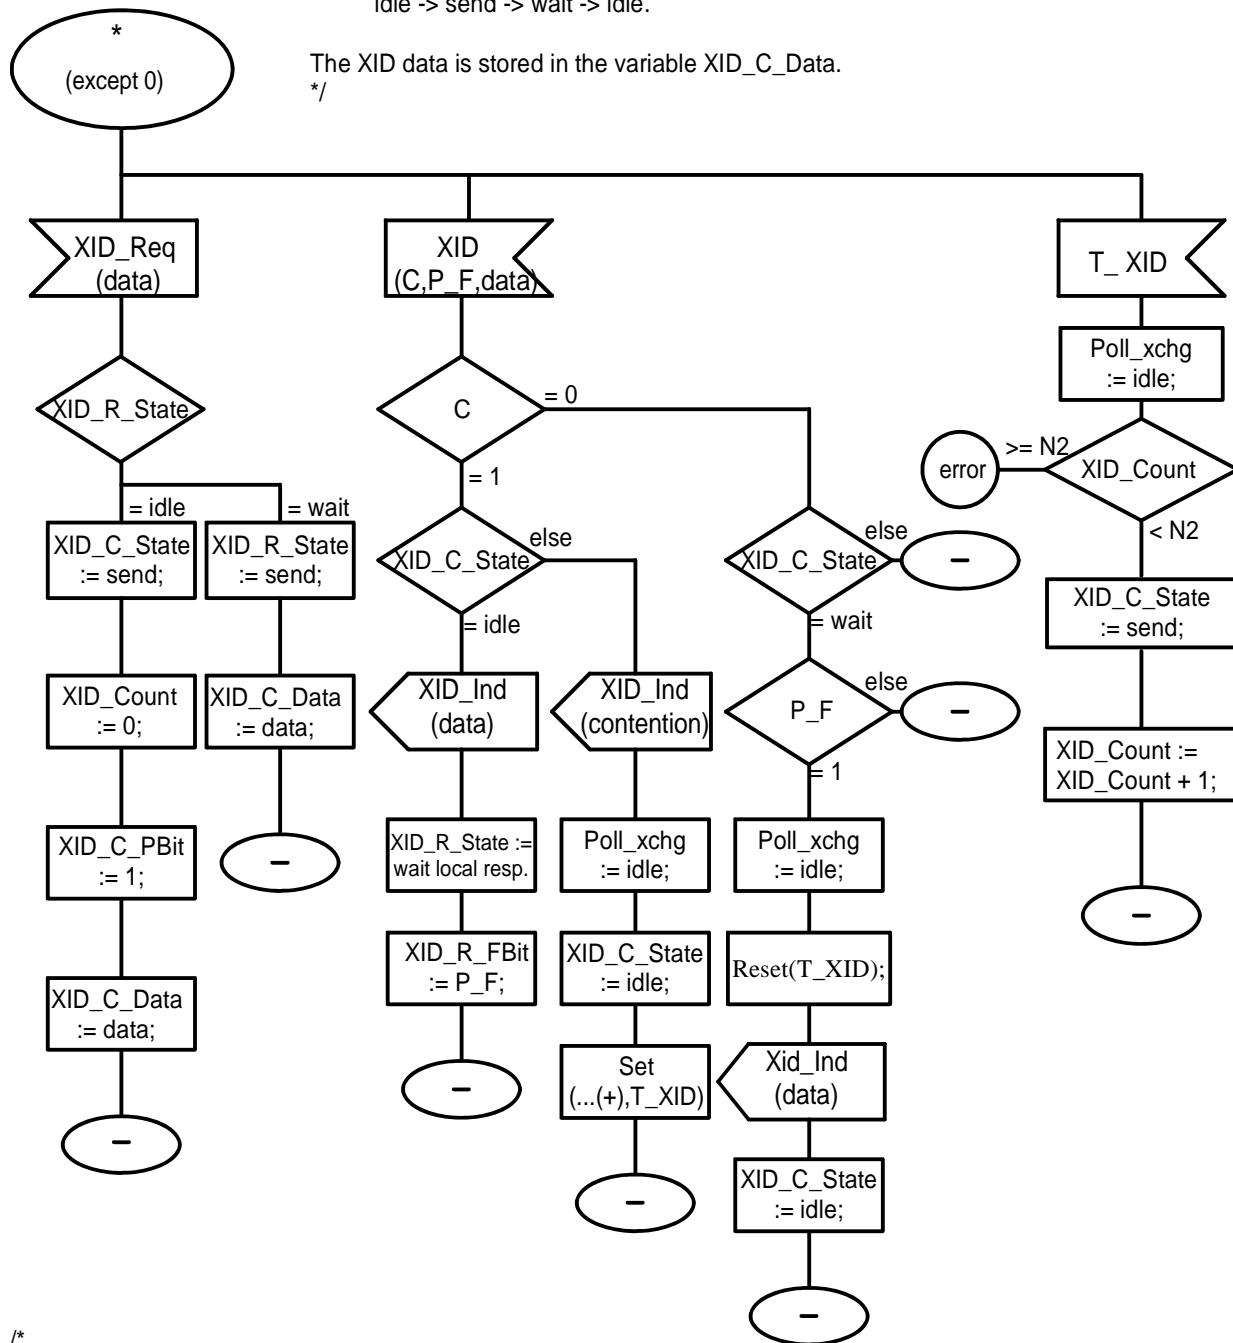 idle -> send -> wait -> idle.
The XID data is stored in the variable XID_C_Data.
*/
*
(except 0)
XID_Req
(data)
XID_R_State
= idle
= wait
XID_C_State
:= send;
XID_R_State
:= send;
XID_Count
:= 0;
XID_C_Data
:= data;
XID_C_PBit
:= 1;
–
XID_C_Data
:= data;
–
XID
(C,P_F,data)
C
= 0
= 1
XID_C_State
else
= idle
XID_Ind
(data)
XID_Ind
(contention)
XID_R_State :=
wait local resp.
Poll_xchg
:= idle;
XID_R_FBit
:= P_F;
XID_C_State
:= idle;
–
Set
(...(+),T_XID)
–
XID_C_State
else
–
= wait
P_F
else
–
= 1
Poll_xchg
:= idle;
Reset(T_XID);
Xid_Ind
(data)
XID_C_State
:= idle;
–
T_ XID
Poll_xchg
:= idle;
error
>= N2
XID_Count
< N2
XID_C_State
:= send;
XID_Count :=
XID_Count + 1;
–
/*